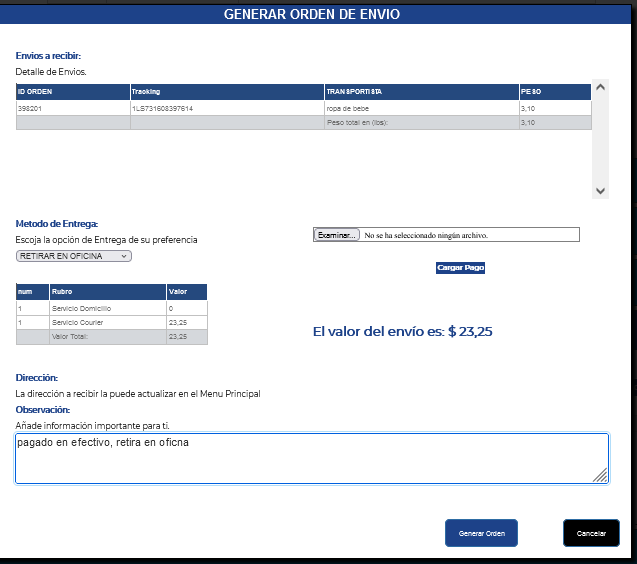 GENERAR ORDEN DE ENVIO
Envios a recibir:
Detalle de Envios.
ID ORDEN Tracking TRANSPORTISTA PESO
398201 1LS731608397614 ropa de bebe 3,10
Peso total en (lbs): 3,10
Metodo de Entrega:
Escoja la opción de Entrega de su preferencia
RETIRAR EN OFICINA
Examinar... No se ha seleccionado ningún archivo.
Cargar Pago
num Rubro Valor
1 Servicio Domicilio 0
1 Servicio Courier 23,25
Valor Total: 23,25
El valor del envío es: $ 23,25
Dirección:
La dirección a recibir la puede actualizar en el Menu Principal
Observación:
Añade información importante para ti.
pagado en efectivo, retira en oficna
Generar Orden
Cancelar